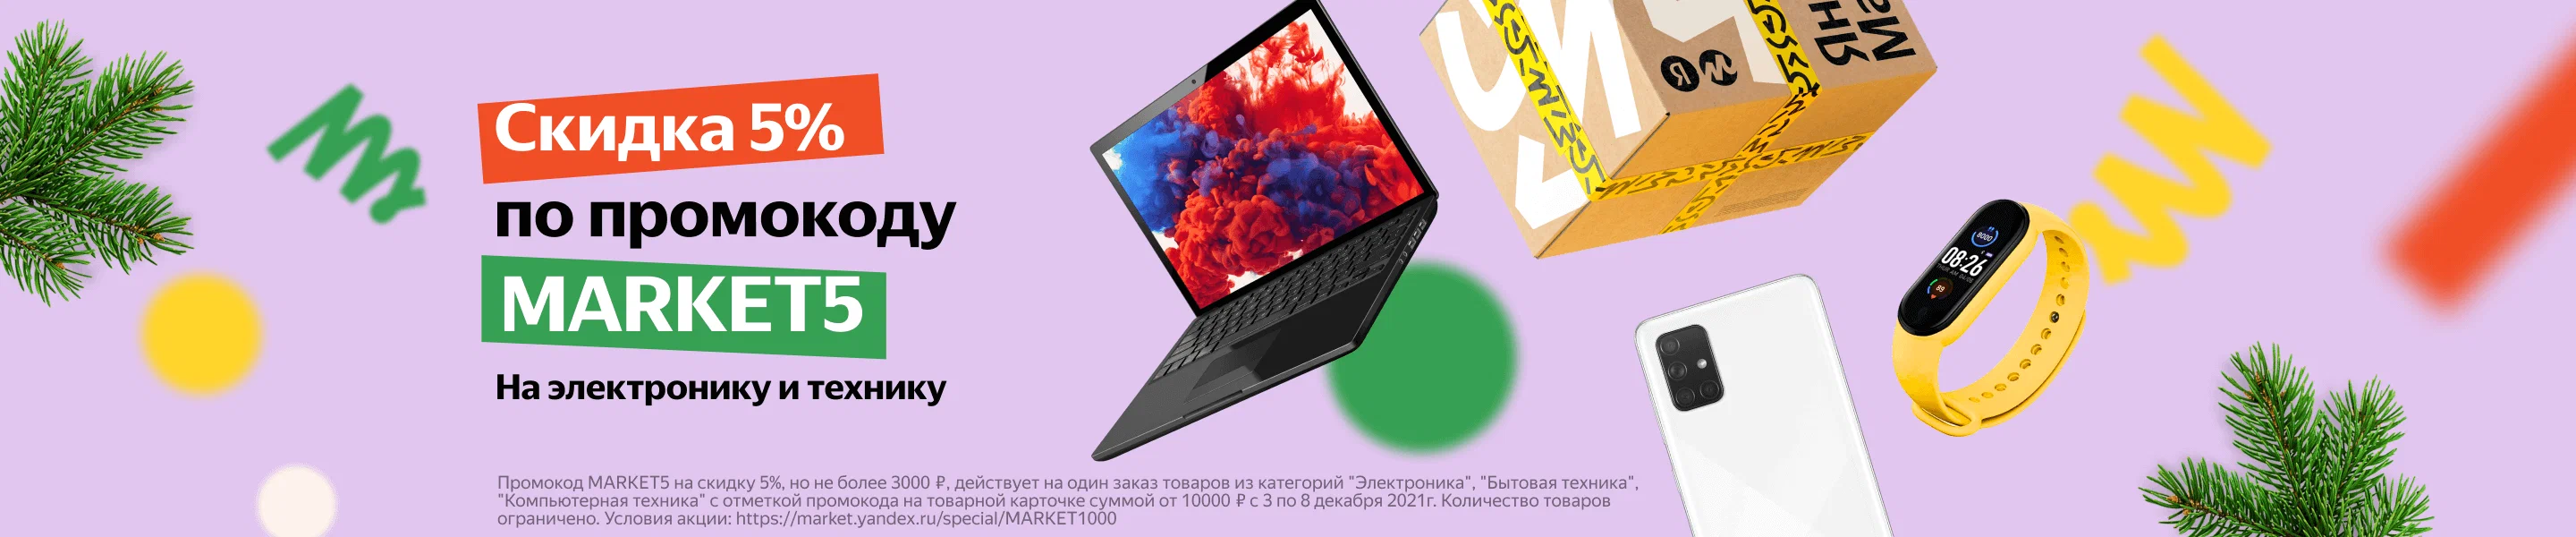 Скидка 5%
по промокоду
MARKET5
На электронику и технику
Промокод MARKET5 на скидку 5%, но не более 3000 ₽, действует на один заказ товаров из категорий "Электроника", "Бытовая техника",
"Компьютерная техника" с отметкой промокода на товарной карточке суммой от 10000 ₽ с 3 по 8 декабря 2021г. Количество товаров
ограничено. Условия акции: https://market.yandex.ru/special/MARKET1000
8000
08:26
89
Я